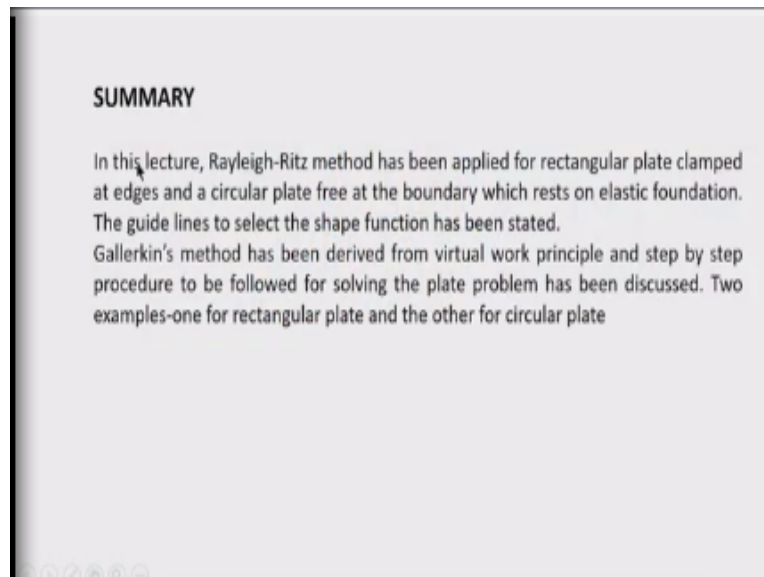 SUMMARY
In this lecture, Rayleigh-Ritz method has been applied for rectangular plate clamped
at edges and a circular plate free at the boundary which rests on elastic foundation.
The guide lines to select the shape function has been stated.
Gallerkin's method has been derived from virtual work principle and step by step
procedure to be followed for solving the plate problem has been discussed. Two
examples-one for rectangular plate and the other for circular plate